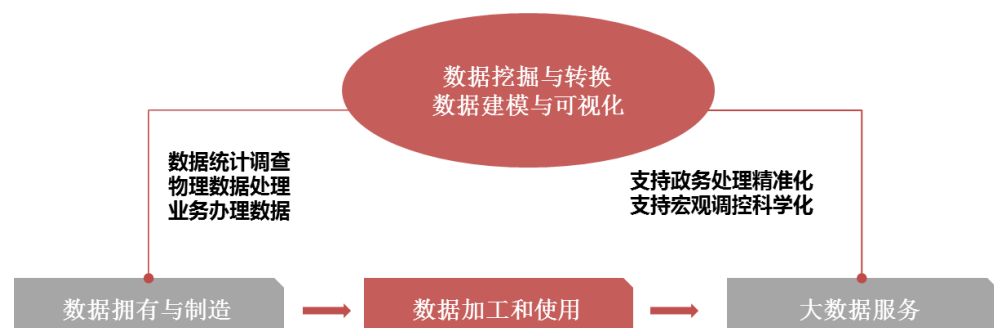 数据挖掘与转换
数据建模与可视化
数据统计调查
物理数据处理
业务办理数据
支持政务处理精准化
支持宏观调控科学化
数据拥有与制造
数据加工和使用
大数据服务